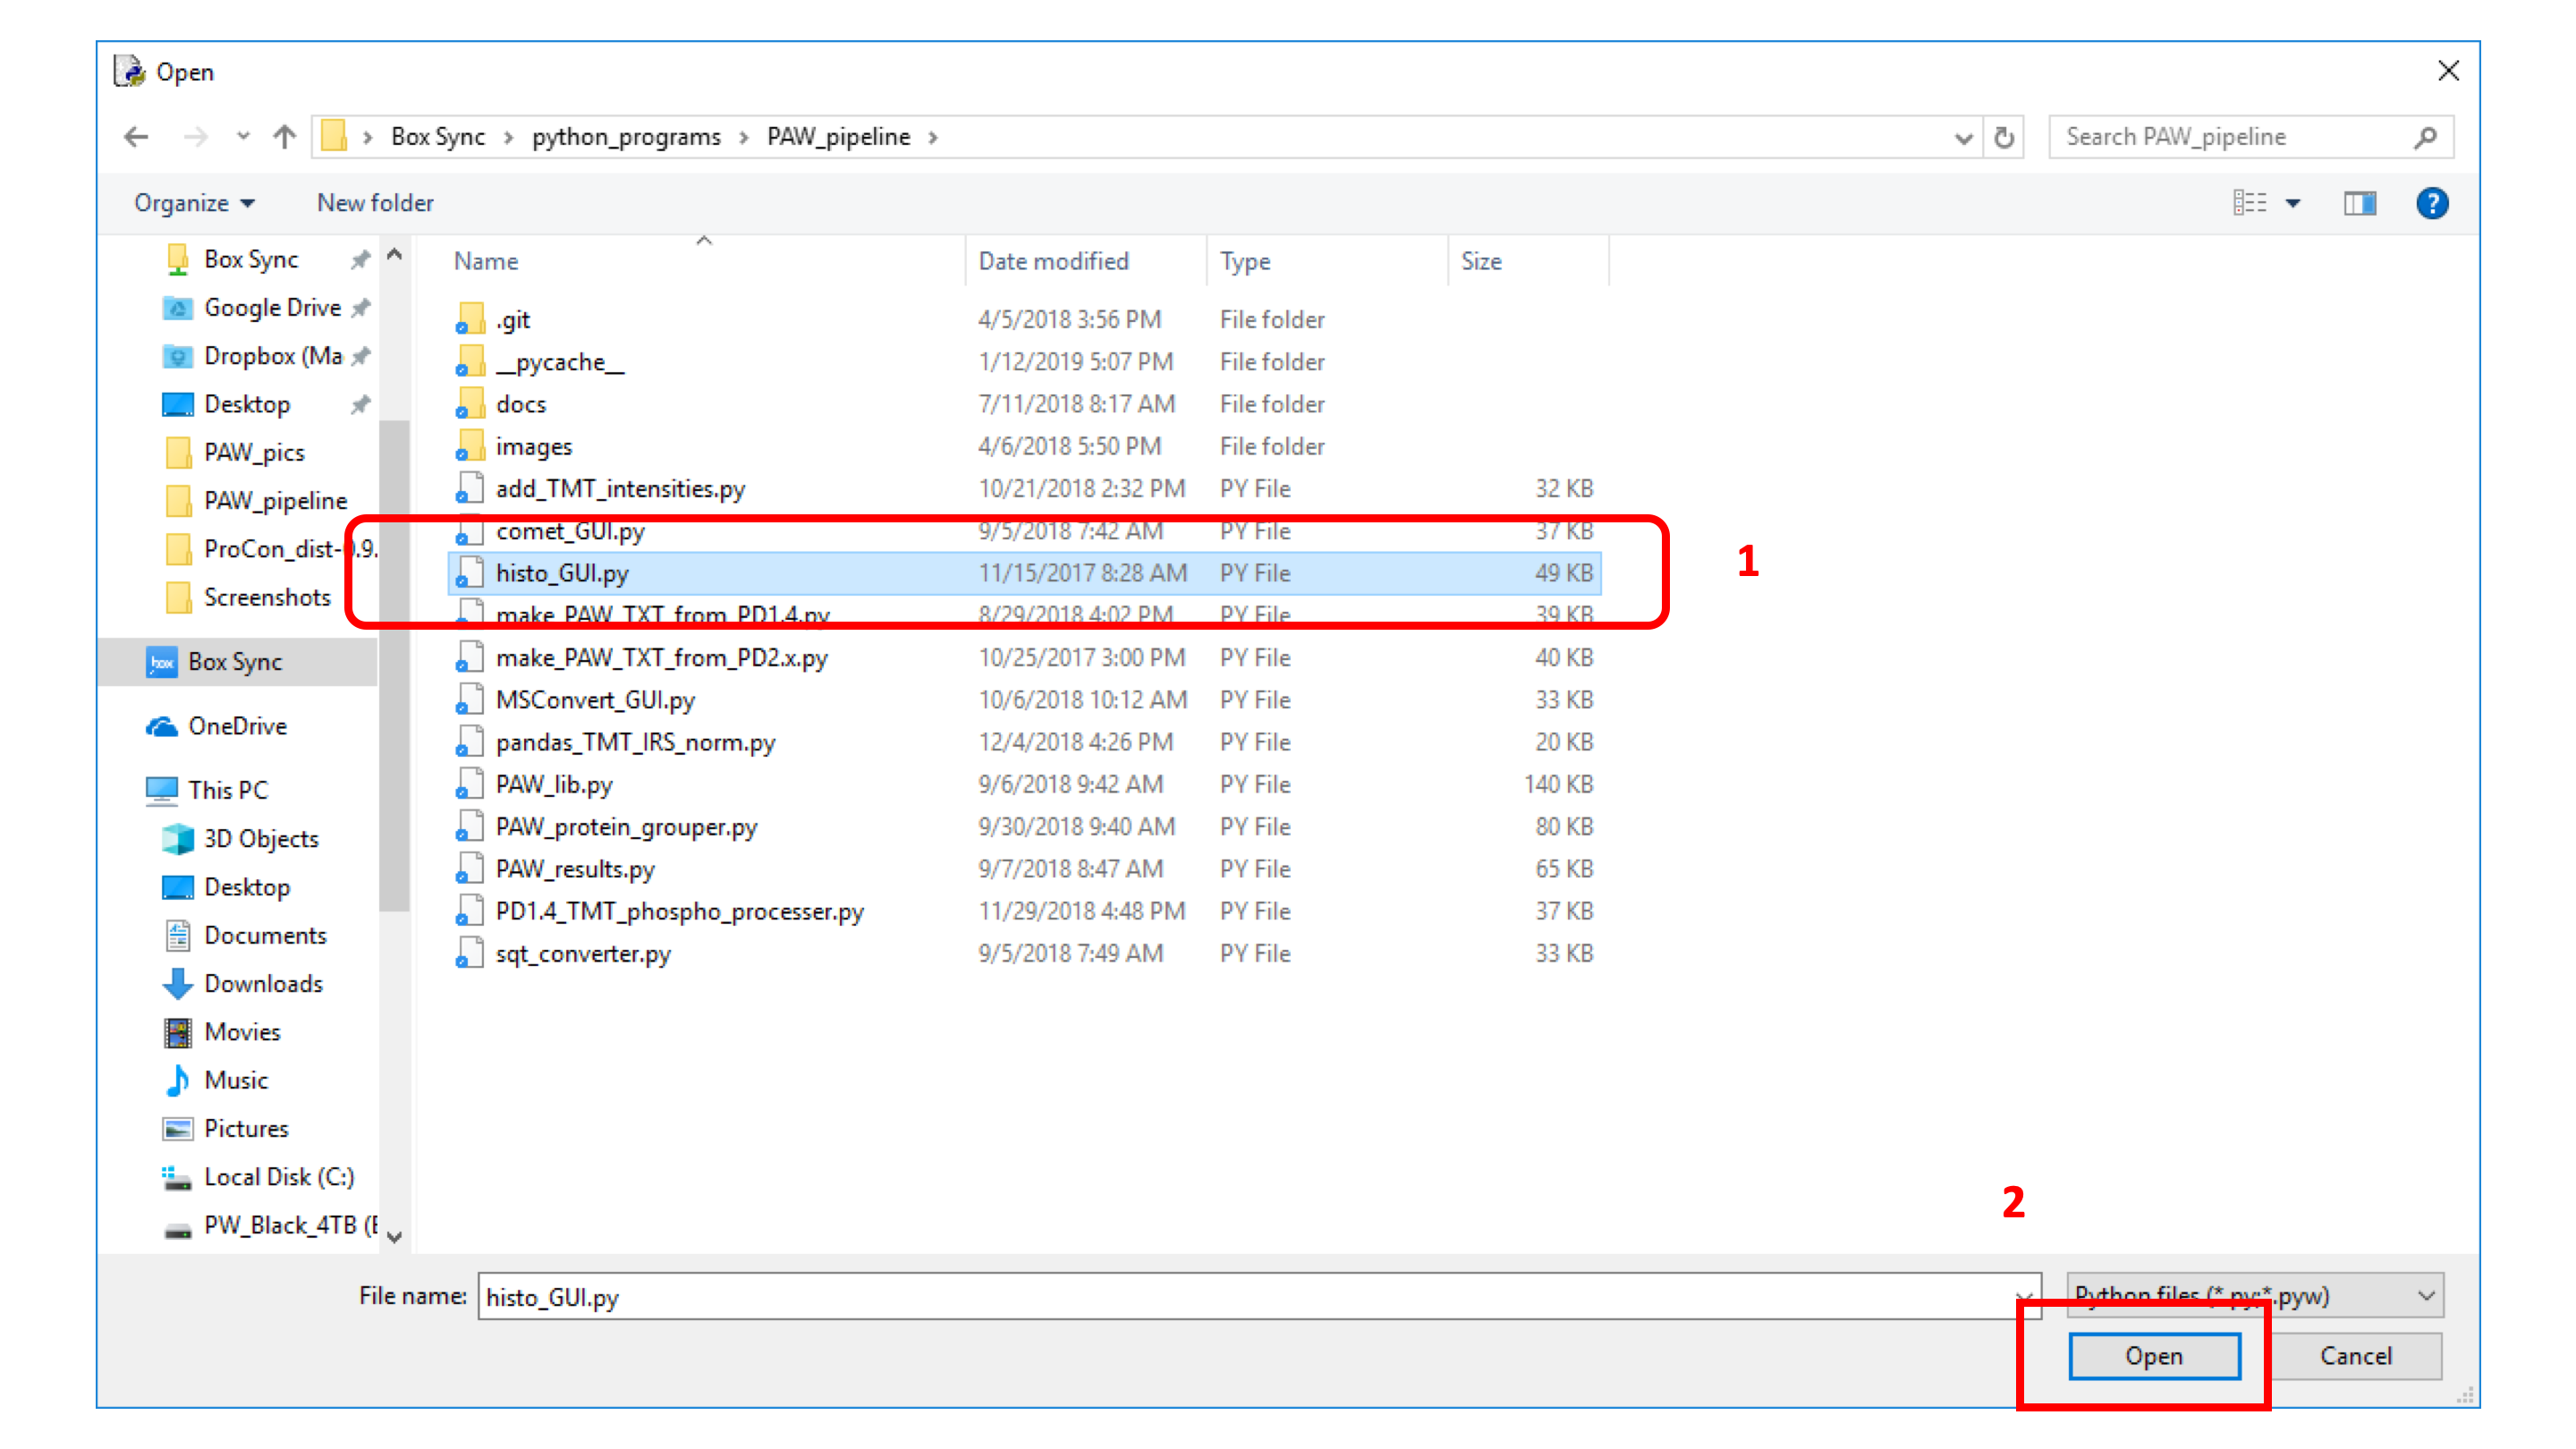 Open
Box Sync > python_programs > PAW_pipeline >
Search PAW_pipeline
Organize
New folder
?
Box Sync
Google Drive
Dropbox (Ma
Desktop
PAW_pics
PAW_pipeline
ProCon_dist-0.9.
Screenshots
box Box Sync
OneDrive
This PC
3D Objects
Desktop
Documents
Downloads
Movies
Music
Pictures
Local Disk (C:)
PW_Black_4TB (E
Name Date modified Type Size
.git 4/5/2018 3:56 PM File folder
__pycache__ 1/12/2019 5:07 PM File folder
docs 7/11/2018 8:17 AM File folder
images 4/6/2018 5:50 PM File folder
add_TMT_intensities.py 10/21/2018 2:32 PM PY File 32 KB
comet_GUI.py 9/5/2018 7:42 AM PY File 37 KB
histo_GUI.py 11/15/2017 8:28 AM PY File 49 KB
1
make_PAW_TXT_from_PD1.4.py 8/29/2018 4:02 PM PY File 39 KB
make_PAW_TXT_from_PD2.x.py 10/25/2017 3:00 PM PY File 40 KB
MSConvert_GUI.py 10/6/2018 10:12 AM PY File 33 KB
pandas_TMT_IRS_norm.py 12/4/2018 4:26 PM PY File 20 KB
PAW_lib.py 9/6/2018 9:42 AM PY File 140 KB
PAW_protein_grouper.py 9/30/2018 9:40 AM PY File 80 KB
PAW_results.py 9/7/2018 8:47 AM PY File 65 KB
PD1.4_TMT_phospho_processer.py 11/29/2018 4:48 PM PY File 37 KB
sqt_converter.py 9/5/2018 7:49 AM PY File 33 KB
2
File name: histo_GUI.py
Python files (*.py;*.pyw)
Open
Cancel